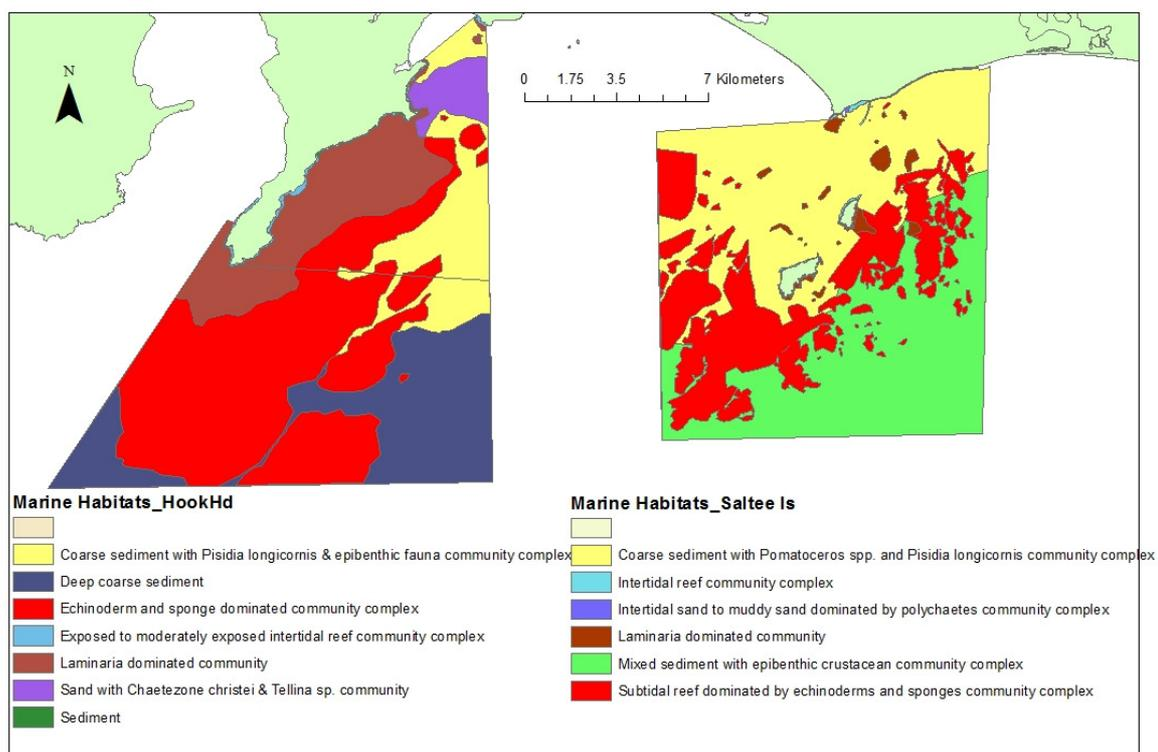 N
0 1.75 3.5 7 Kilometers
Marine Habitats_HookHd
Coarse sediment with Pisidia longicornis & epibenthic fauna community complex
Deep coarse sediment
Echinoderm and sponge dominated community complex
Exposed to moderately exposed intertidal reef community complex
Laminaria dominated community
Sand with Chaetezone christei & Tellina sp. community
Sediment
Marine Habitats_Saltee Is
Coarse sediment with Pomatoceros spp. and Pisidia longicornis community complex
Intertidal reef community complex
Intertidal sand to muddy sand dominated by polychaetes community complex
Laminaria dominated community
Mixed sediment with epibenthic crustacean community complex
Subtidal reef dominated by echinoderms and sponges community complex